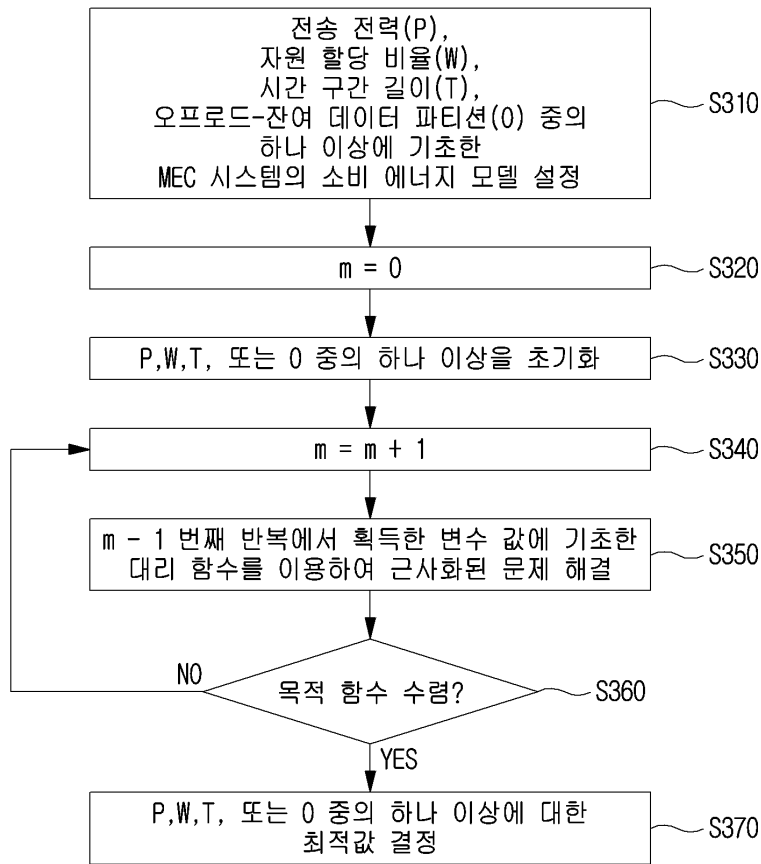 전송 전력(P),
자원 할당 비율(W),
시간 구간 길이(T),
오프로드-잔여 데이터 파티션(O) 중의
하나 이상에 기초한
MEC 시스템의 소비 에너지 모델 설정
S310
m = 0
S320
P,W,T, 또는 O 중의 하나 이상을 초기화
S330
m = m + 1
S340
m - 1 번째 반복에서 획득한 변수 값에 기초한
대리 함수를 이용하여 근사화된 문제 해결
S350
NO
목적 함수 수렴?
S360
YES
P,W,T, 또는 O 중의 하나 이상에 대한
최적값 결정
S370